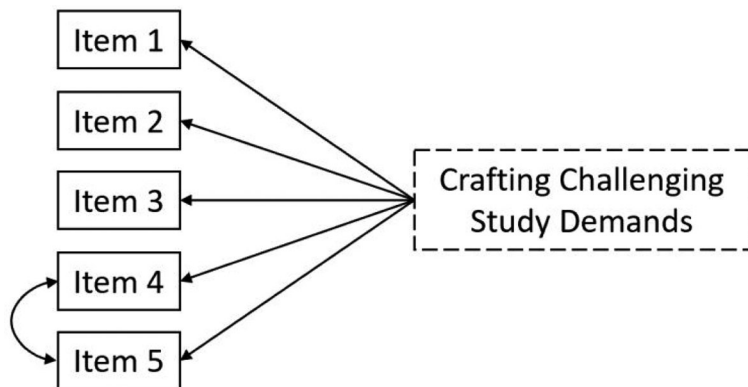 Item 1
Item 2
Item 3
Item 4
Item 5
Crafting Challenging
Study Demands